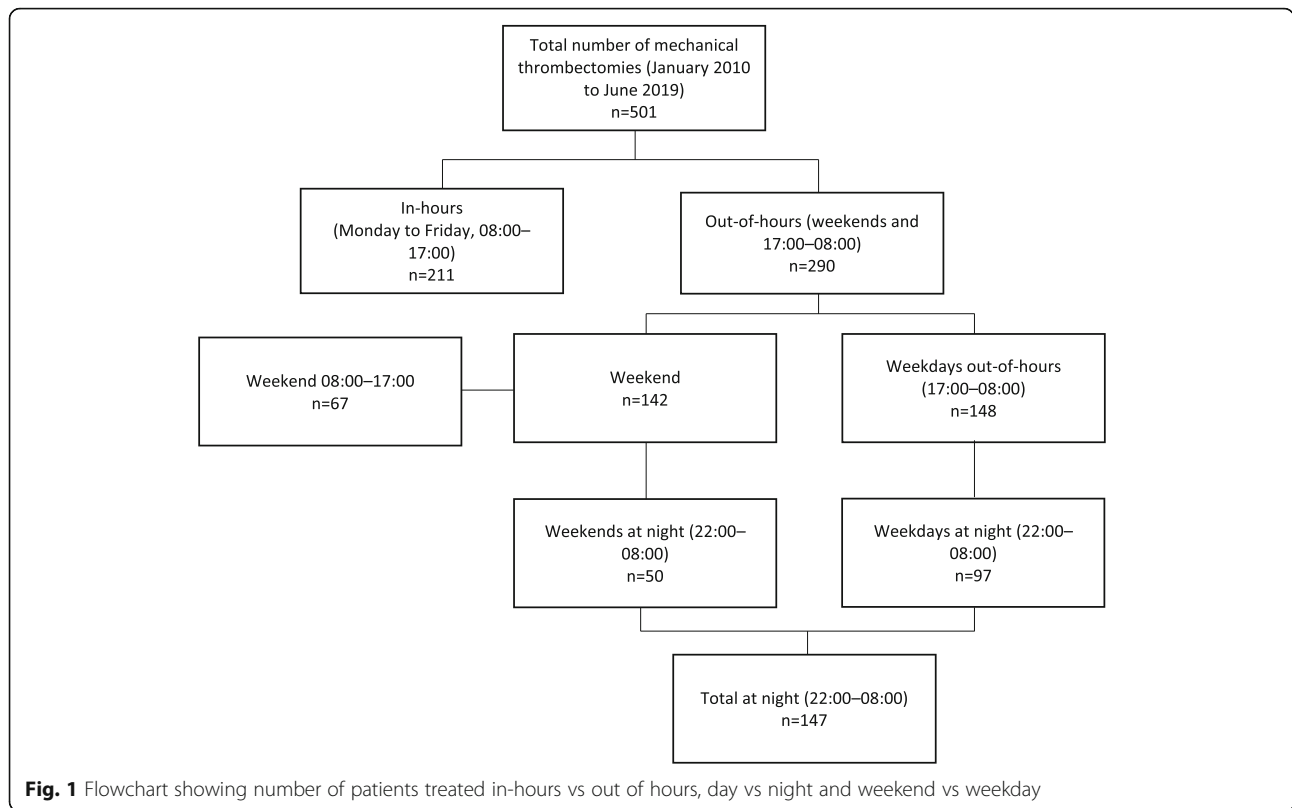 Total number of mechanical
thrombectomies (January 2010
to June 2019)
n=501
In-hours
(Monday to Friday, 08:00–
17:00)
n=211
Out-of-hours (weekends and
17:00–08:00)
n=290
Weekend 08:00–17:00
n=67
Weekend
n=142
Weekdays out-of-hours
(17:00–08:00)
n=148
Weekends at night (22:00–
08:00)
n=50
Weekdays at night (22:00–
08:00)
n=97
Total at night (22:00–08:00)
n=147
Fig. 1 Flowchart showing number of patients treated in-hours vs out of hours, day vs night and weekend vs weekday